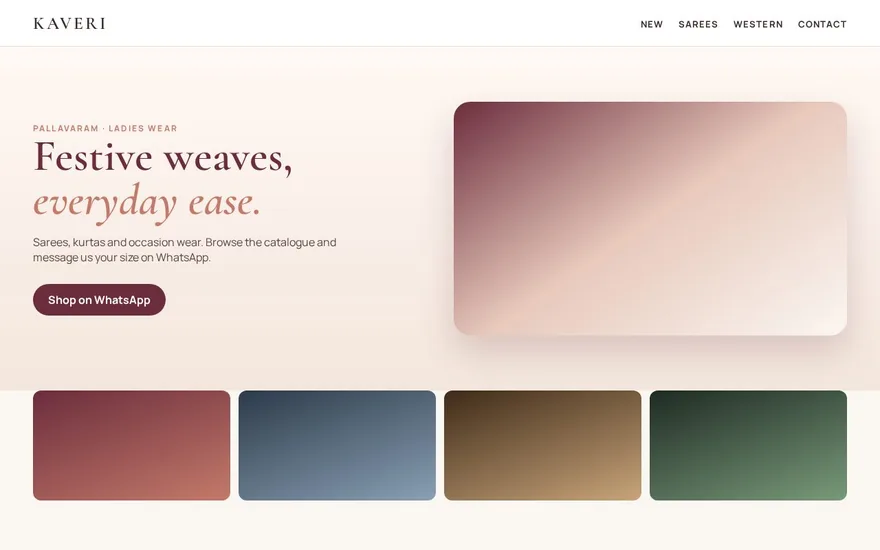 KAVERI
NEW SAREES WESTERN CONTACT
PALLAVARAM · LADIES WEAR
Festive weaves,
everyday ease.
Sarees, kurtas and occasion wear. Browse the catalogue and
message us your size on WhatsApp.
Shop on WhatsApp